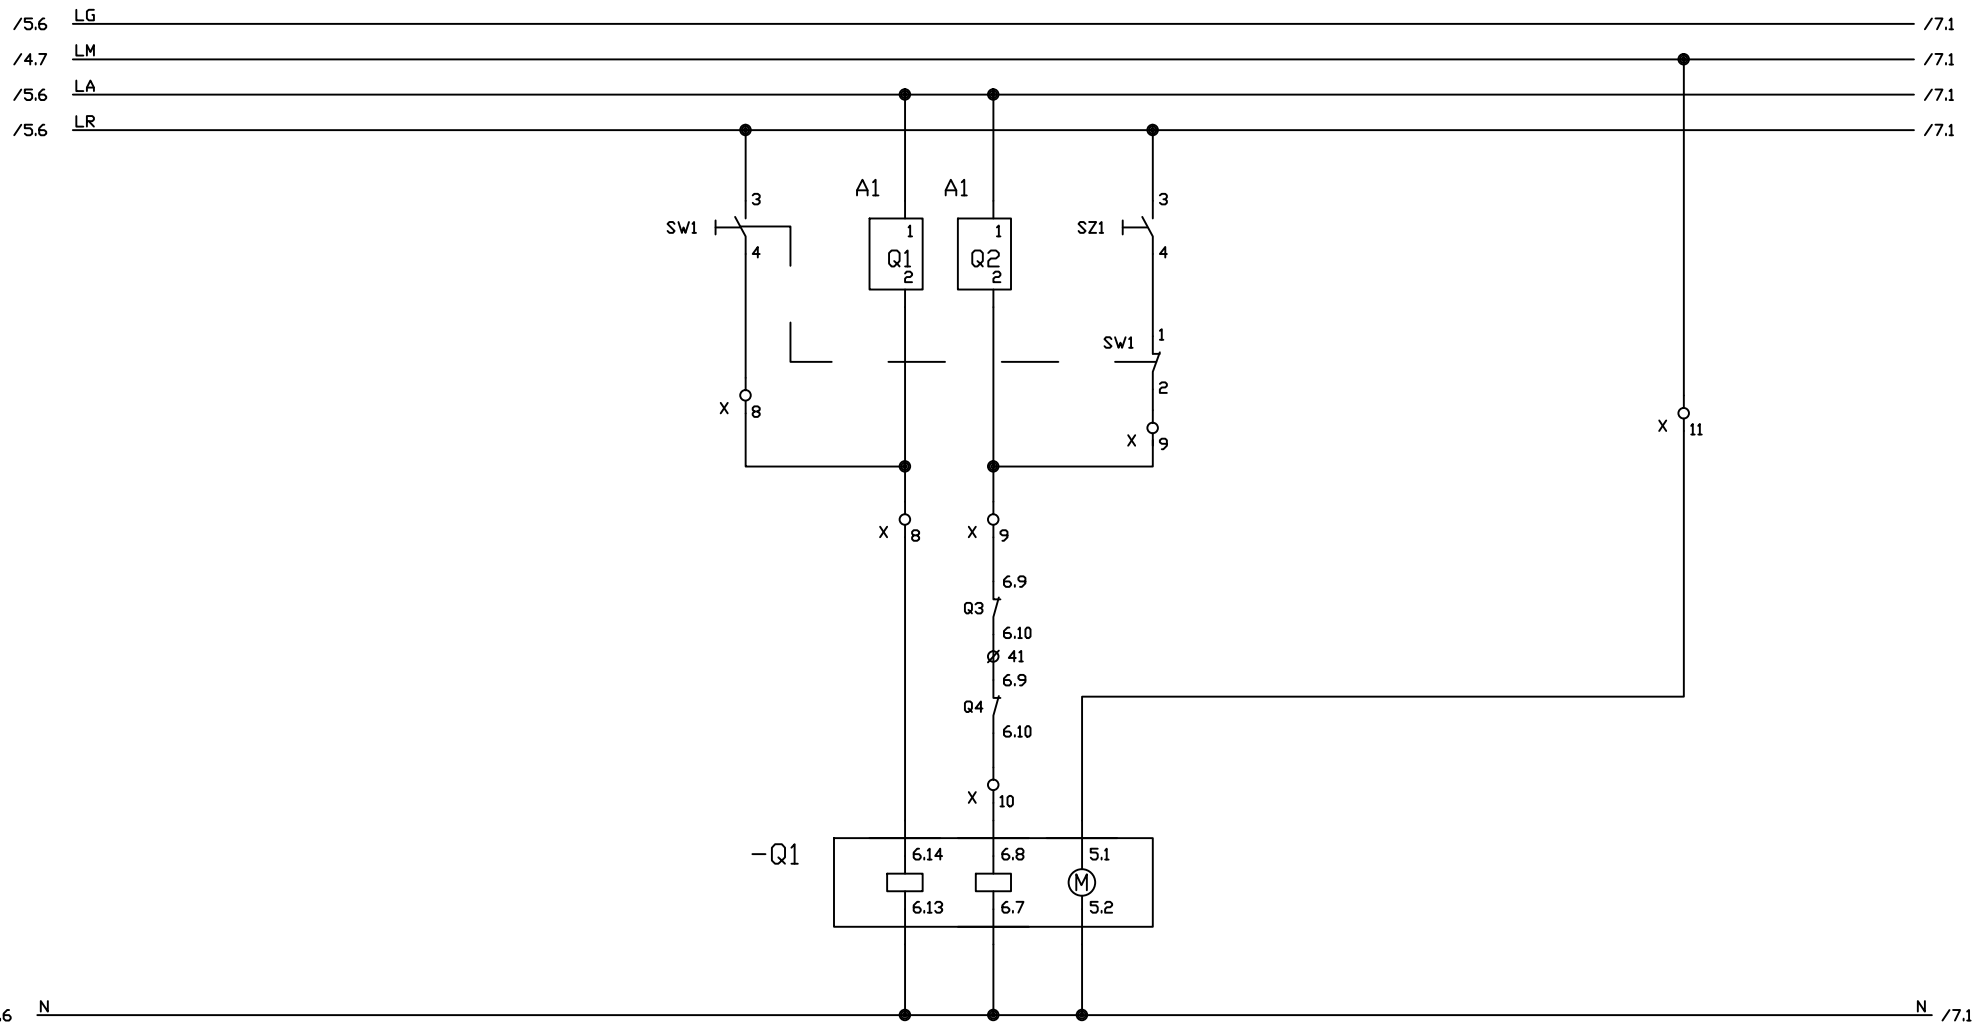 /5.6 LG /7.1
/4.7 LM /7.1
/5.6 LA /7.1
/5.6 LR /7.1
A1 A1
3 3
SW1 1 1 SZ1
4 Q1 Q2 4
2 2
SW1 1
2
X 8 X 9 X 11
X 8 X 9
6.9
Q3
6.10
41
6.9
Q4
6.10
X 10
-Q1 6.14 6.8 5.1
M
6.13 6.7 5.2
.6 N N /7.1